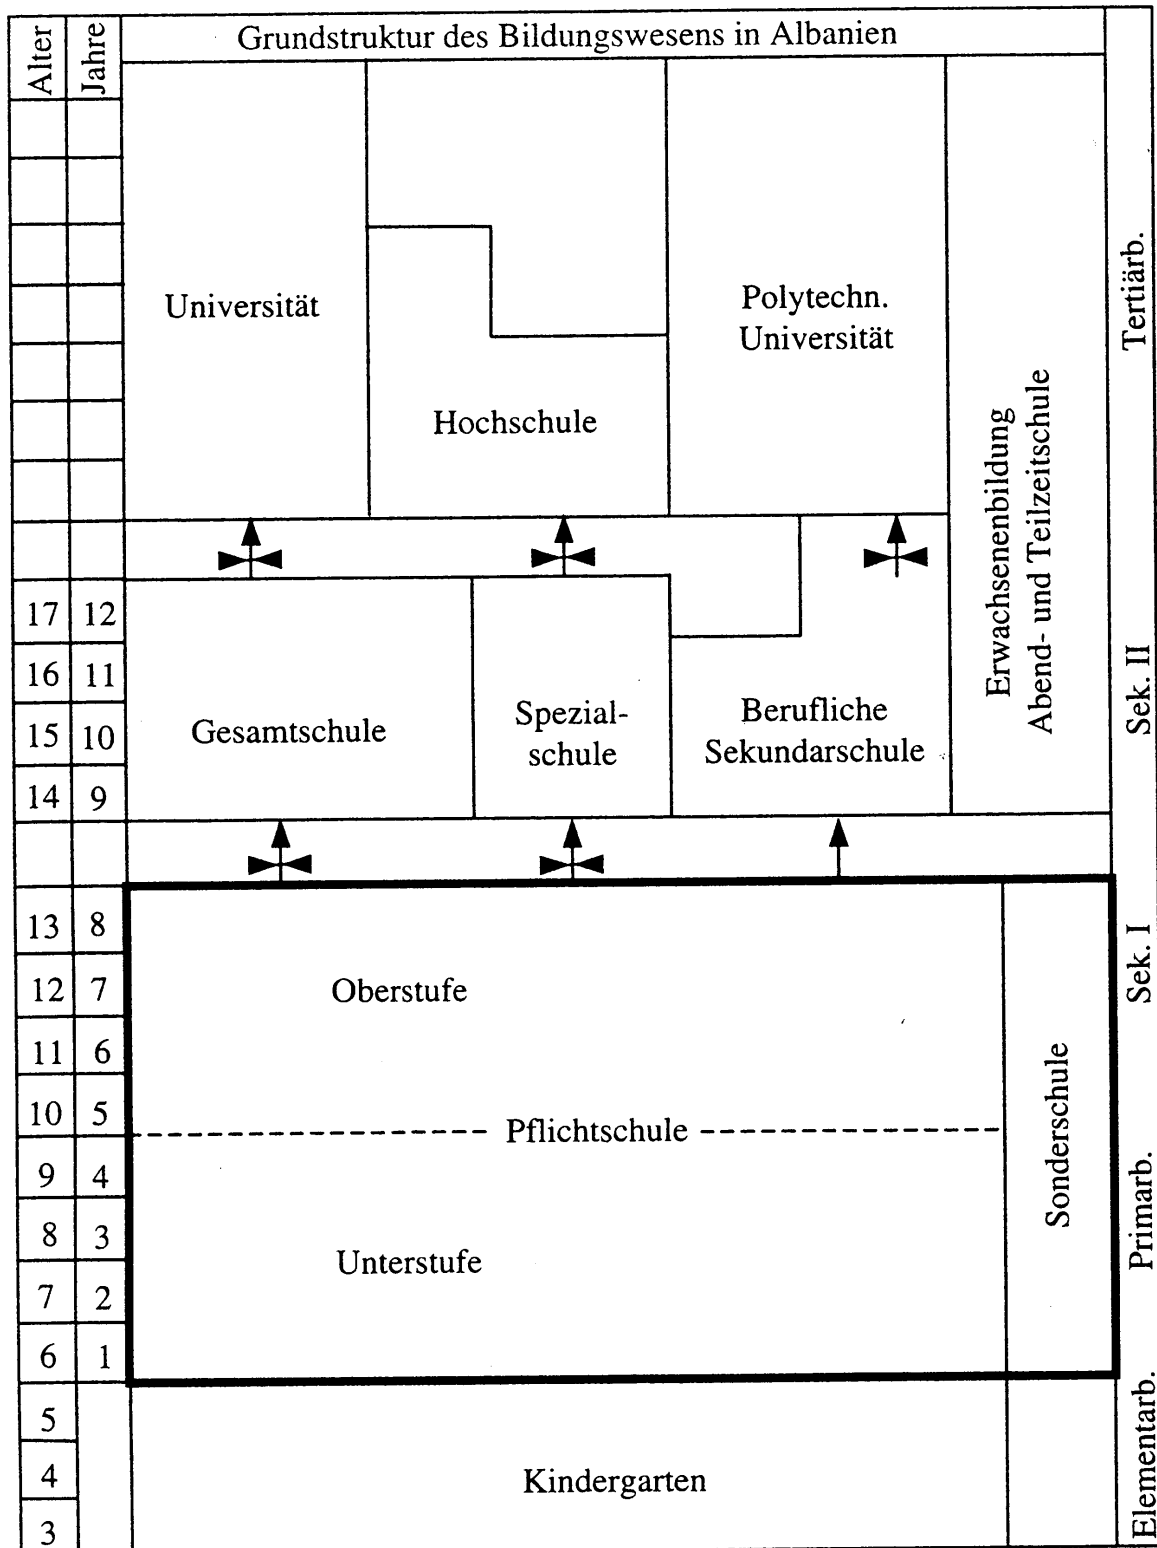 Grundstruktur des Bildungswesens in Albanien
Alter
Jahre
Universität
Polytechn.
Universität
Hochschule
Erwachsenenbildung
Abend- und Teilzeitschule
Tertiärb.
17 12
16 11
15 10
14 9
Gesamtschule
Spezial-
schule
Berufliche
Sekundarschule
Sek. II
13 8
12 7
11 6
10 5
9 4
8 3
7 2
6 1
Oberstufe
Pflichtschule
Unterstufe
Sonderschule
Sek. I
Primarb.
5
4
3
Kindergarten
Elementarb.